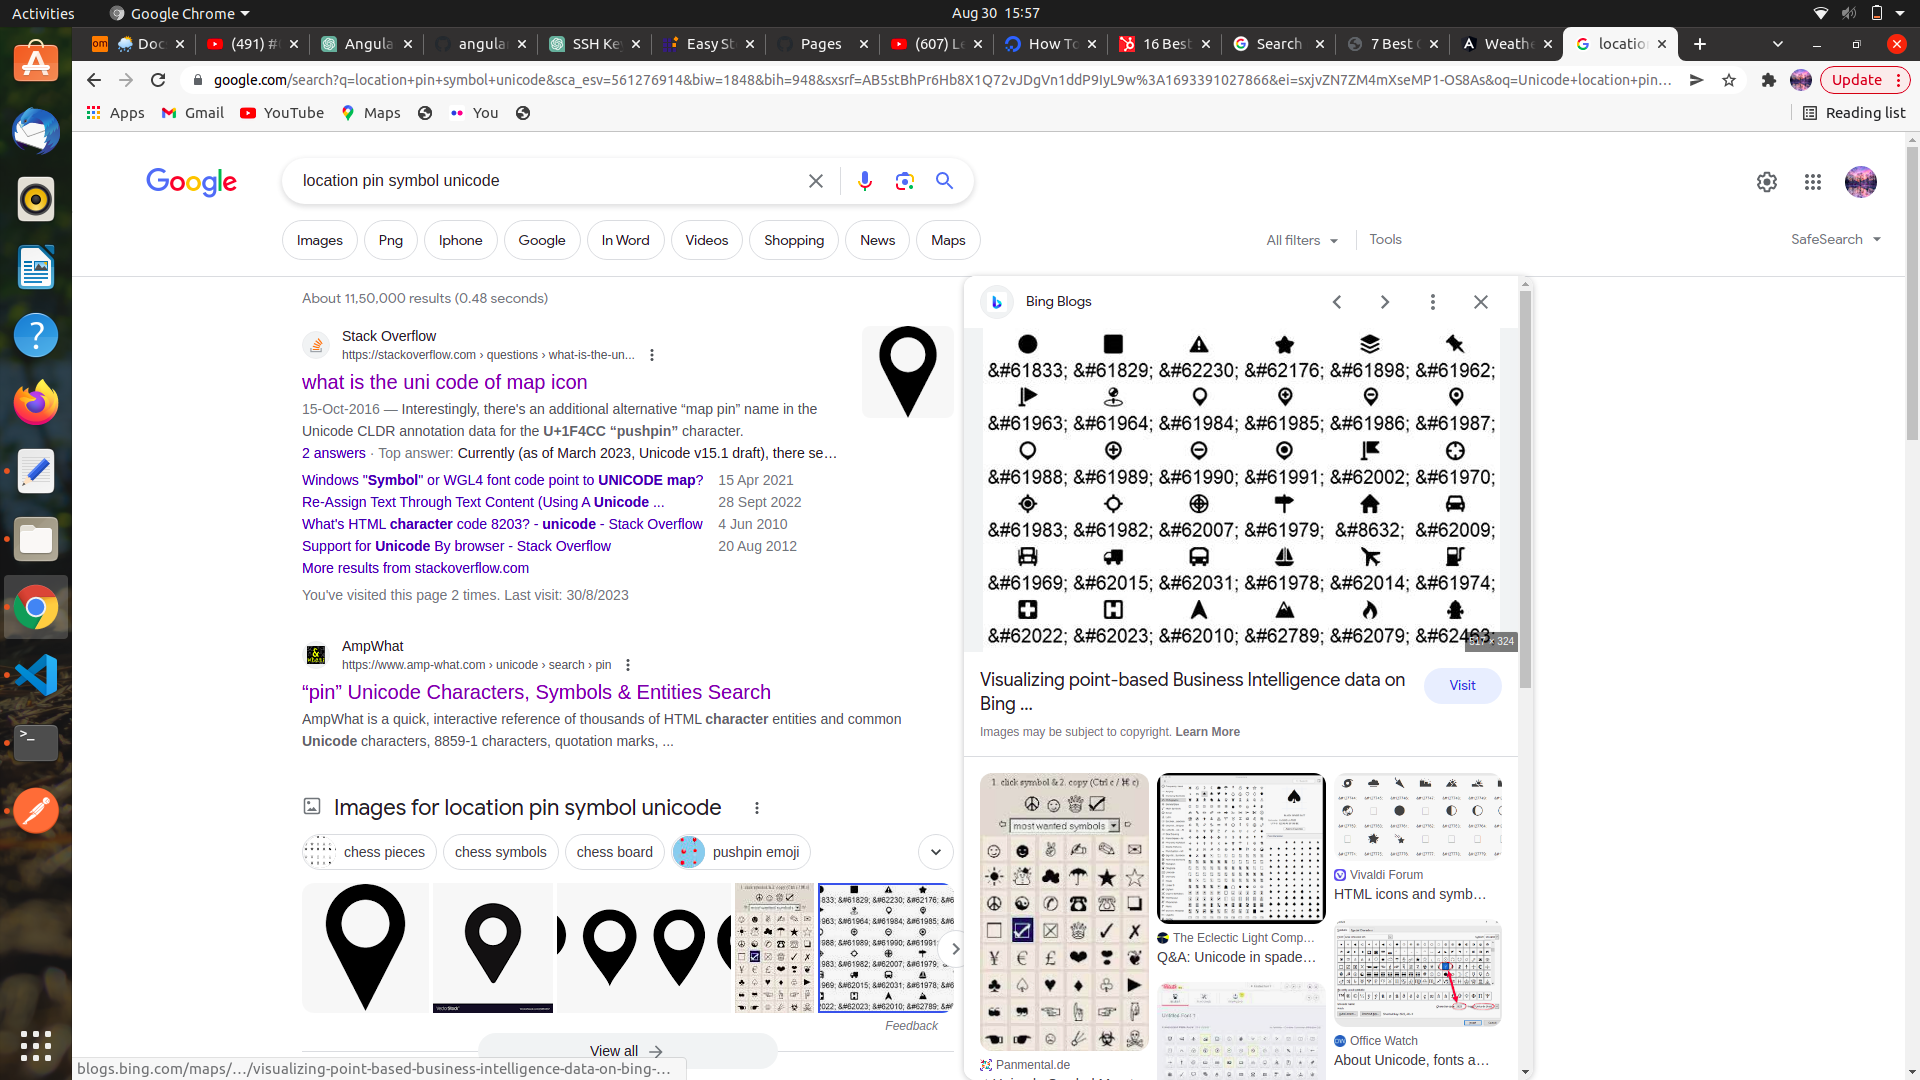 Activities
Google Chrome
Aug 30 15:57
Doc
(491) #
Angula
angula
SSH Ke
Easy St
Pages
(607) Le
How To
16 Best
Search
7 Best
Weathe
locatio
google.com/search?q=location+pin+symbol+unicode&sca_esv=561276914&biw=1848&bih=948&sxsrf=AB5stBhPr6Hb8X1Q72vJDgVn1ddP9IyL9w%3A1693391027866&ei=sxjvZN7ZM4mXseMP1-OS8As&oq=Unicode+location+pin...
Update
Apps
Gmail
YouTube
Maps
You
Reading list
Google
location pin symbol unicode
Images
Png
Iphone
Google
In Word
Videos
Shopping
News
Maps
All filters
Tools
SafeSearch
About 11,50,000 results (0.48 seconds)
Stack Overflow
https://stackoverflow.com › questions › what-is-the-un...
what is the uni code of map icon
15-Oct-2016 — Interestingly, there's an additional alternative “map pin” name in the
Unicode CLDR annotation data for the U+1F4CC “pushpin” character.
2 answers · Top answer: Currently (as of March 2023, Unicode v15.1 draft), there se…
Windows "Symbol" or WGL4 font code point to UNICODE map? 15 Apr 2021
Re-Assign Text Through Text Content (Using A Unicode ... 28 Sept 2022
What's HTML character code 8203? - unicode - Stack Overflow 4 Jun 2010
Support for Unicode By browser - Stack Overflow 20 Aug 2012
More results from stackoverflow.com
You've visited this page 2 times. Last visit: 30/8/2023
AmpWhat
https://www.amp-what.com › unicode › search › pin
“pin” Unicode Characters, Symbols & Entities Search
AmpWhat is a quick, interactive reference of thousands of HTML character entities and common
Unicode characters, 8859-1 characters, quotation marks, ...
Images for location pin symbol unicode
chess pieces
chess symbols
chess board
pushpin emoji
Feedback
View all
blogs.bing.com/maps/…/visualizing-point-based-business-intelligence-data-on-bing-…
Bing Blogs
&#61833; &#61829; &#62230; &#62176; &#61898; &#61962;
&#61963; &#61964; &#61984; &#61985; &#61986; &#61987;
&#61988; &#61989; &#61990; &#61991; &#62002; &#61970;
&#61983; &#61982; &#62007; &#61979; &#8632; &#62009;
&#61969; &#62015; &#62031; &#61978; &#62014; &#61974;
&#62022; &#62023; &#62010; &#62789; &#62079;
517 × 324
Visualizing point-based Business Intelligence data on
Bing ...
Visit
Images may be subject to copyright. Learn More
1. click symbol & 2. copy (Ctrl c / ⌘ c)
most wanted symbols
Panmental.de
The Eclectic Light Comp...
Q&A: Unicode in spade...
Vivaldi Forum
HTML icons and symb...
Office Watch
About Unicode, fonts a...